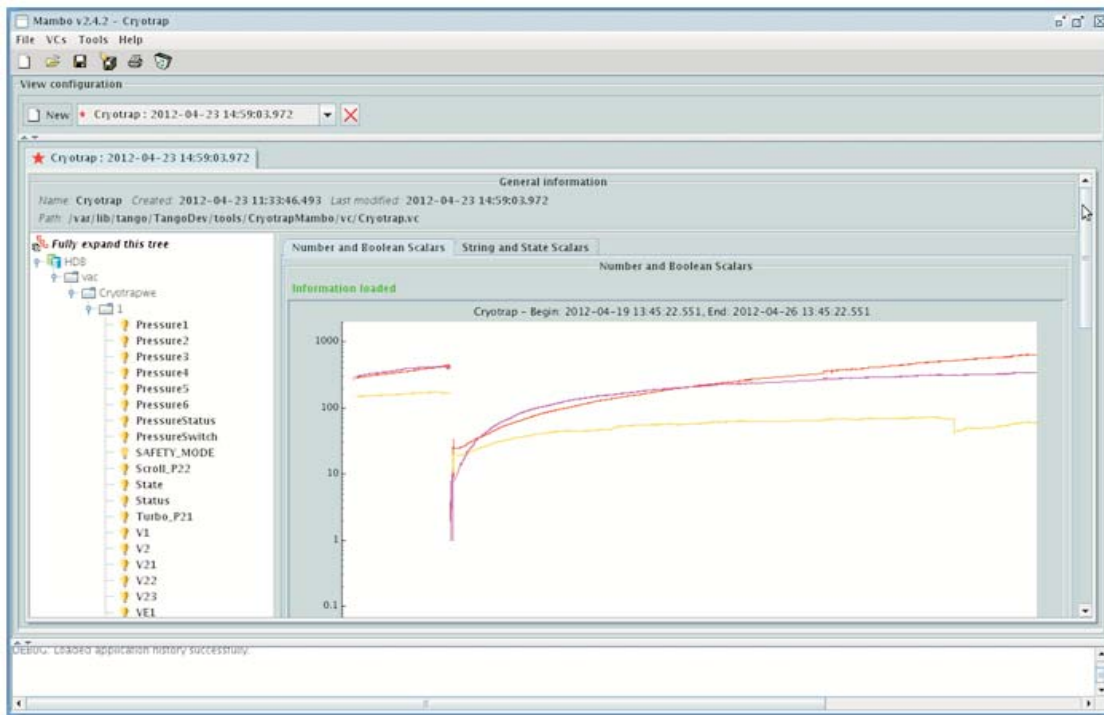 Mambo v2.4.2 - Cryotrap
File VCs Tools Help
View configuration
New Cryotrap : 2012-04-23 14:59:03.972
Cryotrap : 2012-04-23 14:59:03.972
General information
Name: Cryotrap Created: 2012-04-23 11:33:46.493 Last modified: 2012-04-23 14:59:03.972
Path: /var/lib/tango/TangoDev/tools/CryotrapMambo/vc/Cryotrap.vc
Fully expand this tree
HDB
vac
Cryotrapwe
1
Pressure1
Pressure2
Pressure3
Pressure4
Pressure5
Pressure6
PressureStatus
PressureSwitch
SAFETY_MODE
Scroll_P22
State
Status
Turbo_P21
V1
V2
V21
V22
V23
VE1
Number and Boolean Scalars String and State Scalars
Number and Boolean Scalars
Information loaded
Cryotrap - Begin: 2012-04-19 13:45:22.551, End: 2012-04-26 13:45:22.551
1000
100
10
1
0.1
DEBUG: Loaded application history successfully.